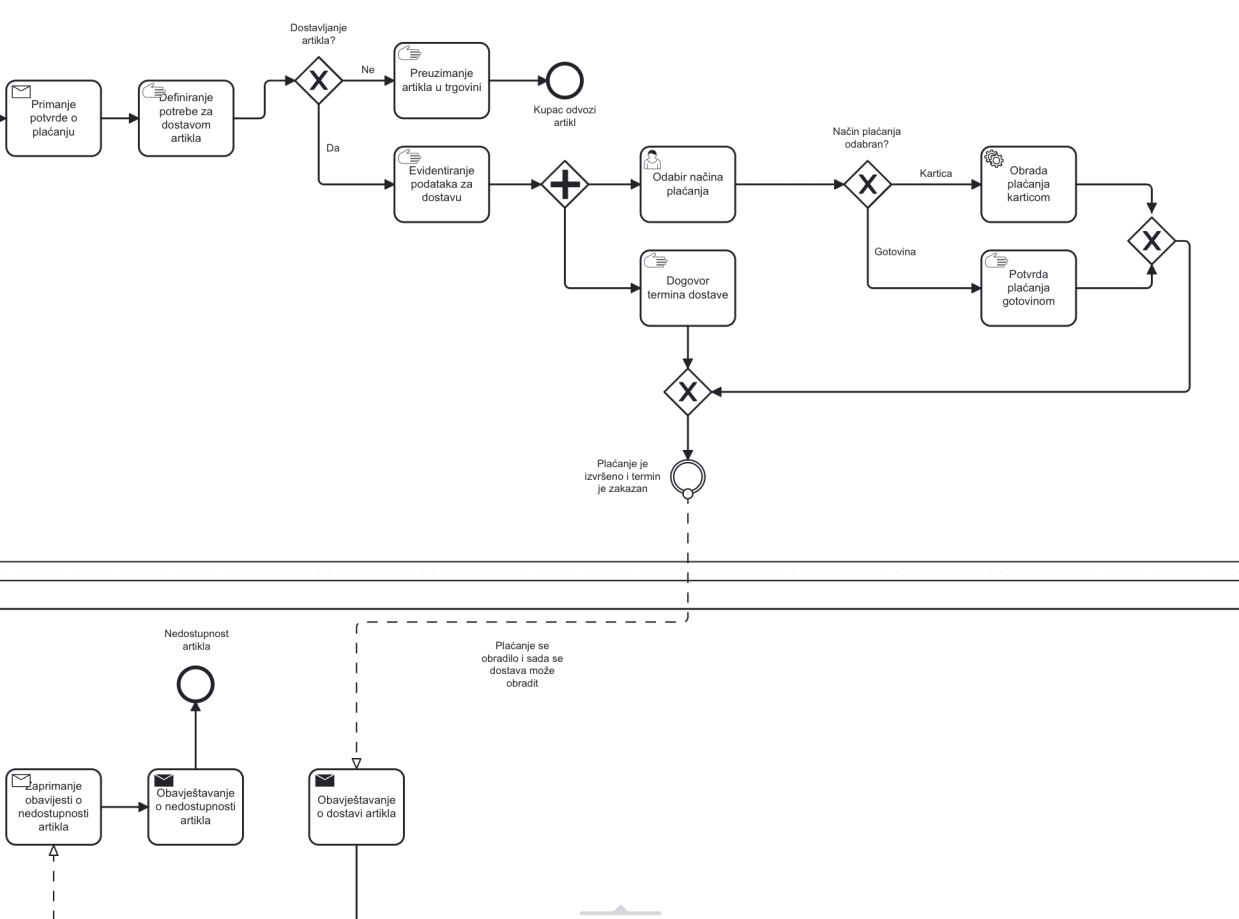 Dostavljanje
artikla?
Primanje
potvrde o
plaćanju
Definiranje
potrebe za
dostavom
artikla
Ne
Preuzimanje
artikla u trgovini
Kupac odvozi
artikl
Da
Evidentiranje
podataka za
dostavu
Odabir načina
plaćanja
Način plaćanja
odabran?
Kartica
Obrada
plaćanja
karticom
Gotovina
Potvrda
plaćanja
gotovinom
Dogovor
termina dostave
Plaćanje je
izvršeno i termin
je zakazan
Nedostupnost
artikla
Plaćanje se
obradilo i sada se
dostava može
obradit
Zaprimanje
obavijesti o
nedostupnosti
artikla
Obavještavanje
o nedostupnosti
artikla
Obavještavanje
o dostavi artikla